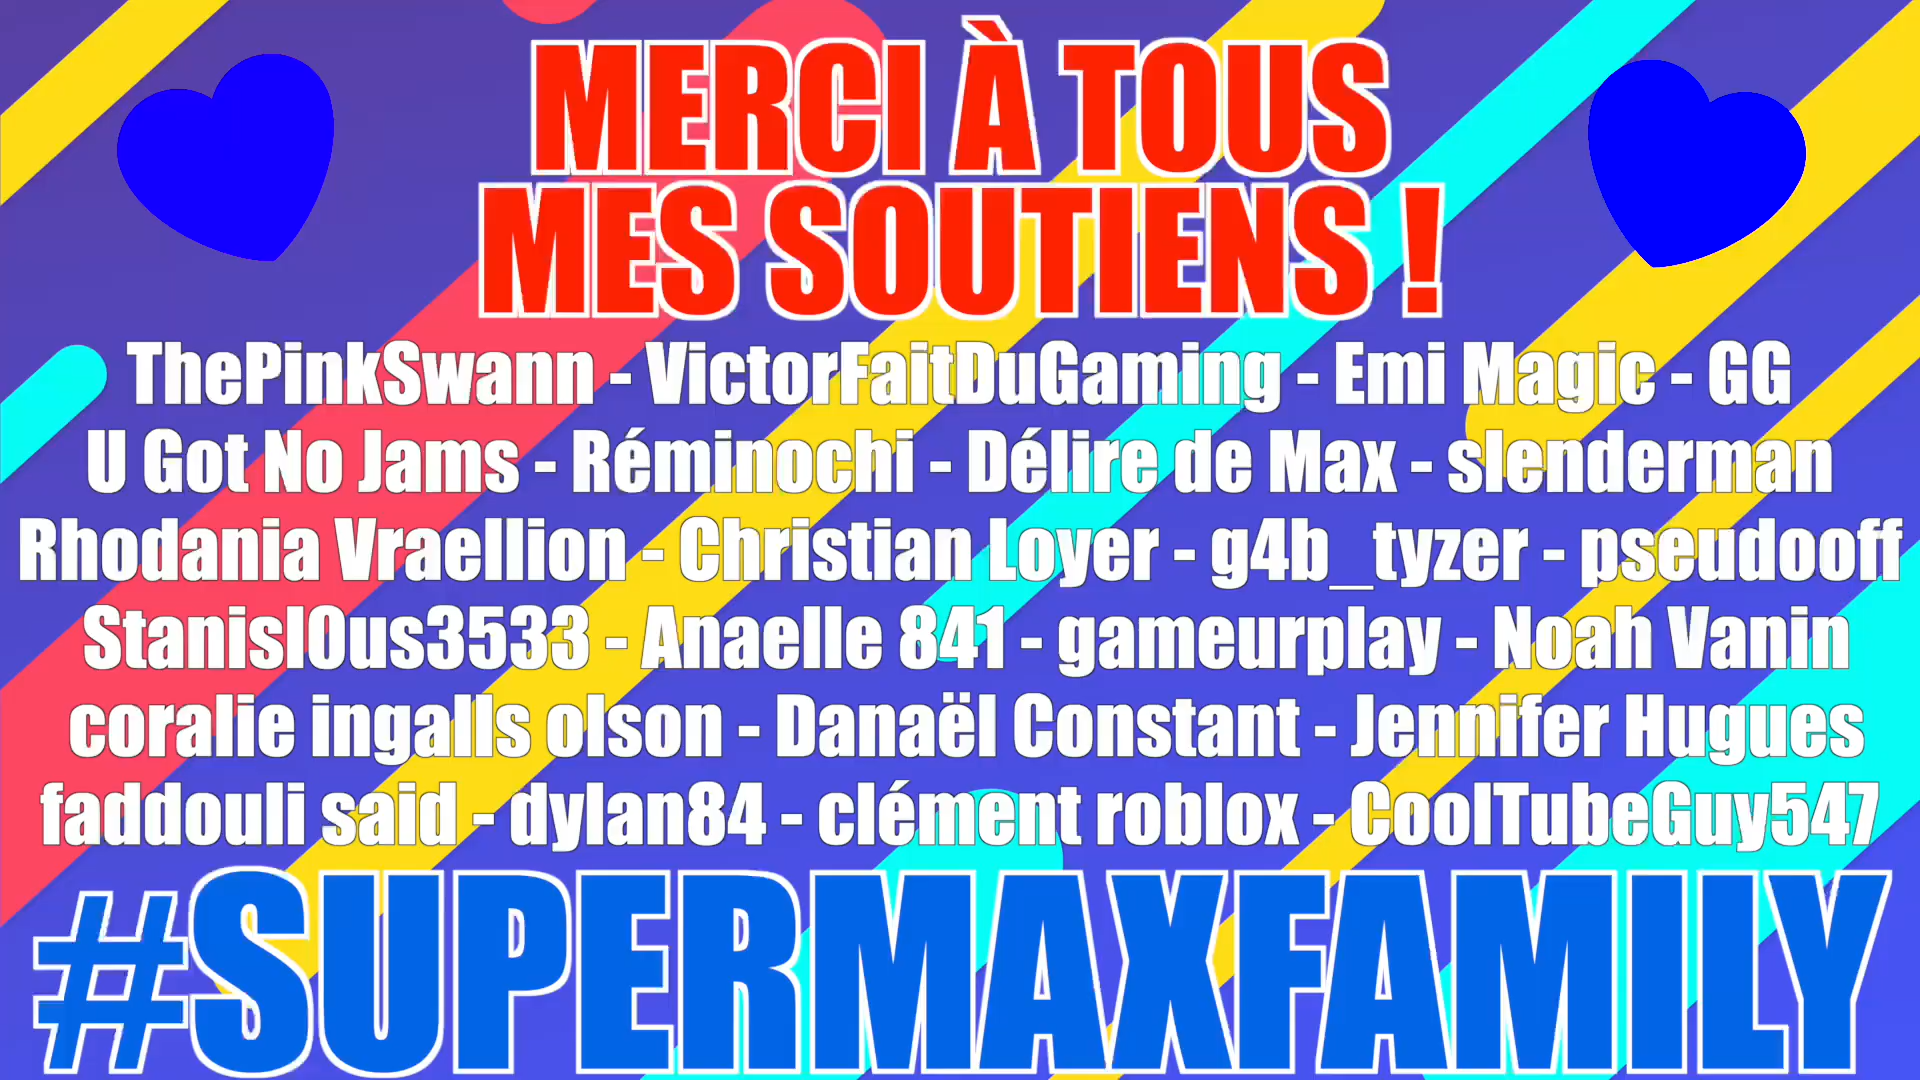 MERCI À TOUS
MES SOUTIENS !
ThePinkSwann - VictorFaitDuGaming - Emi Magic - GG
U Got No Jams - Réminochi - Délire de Max - slenderman
Rhodania Vraellion - Christian Loyer - g4b_tyzer - pseudooff
Stanisl0us3533 - Anaelle 841 - gameurplay - Noah Vanin
coralie ingalls olson - Danaël Constant - Jennifer Hugues
faddouli said - dylan84 - clément roblox - CoolTubeGuy547
#SUPERMAXFAMILY